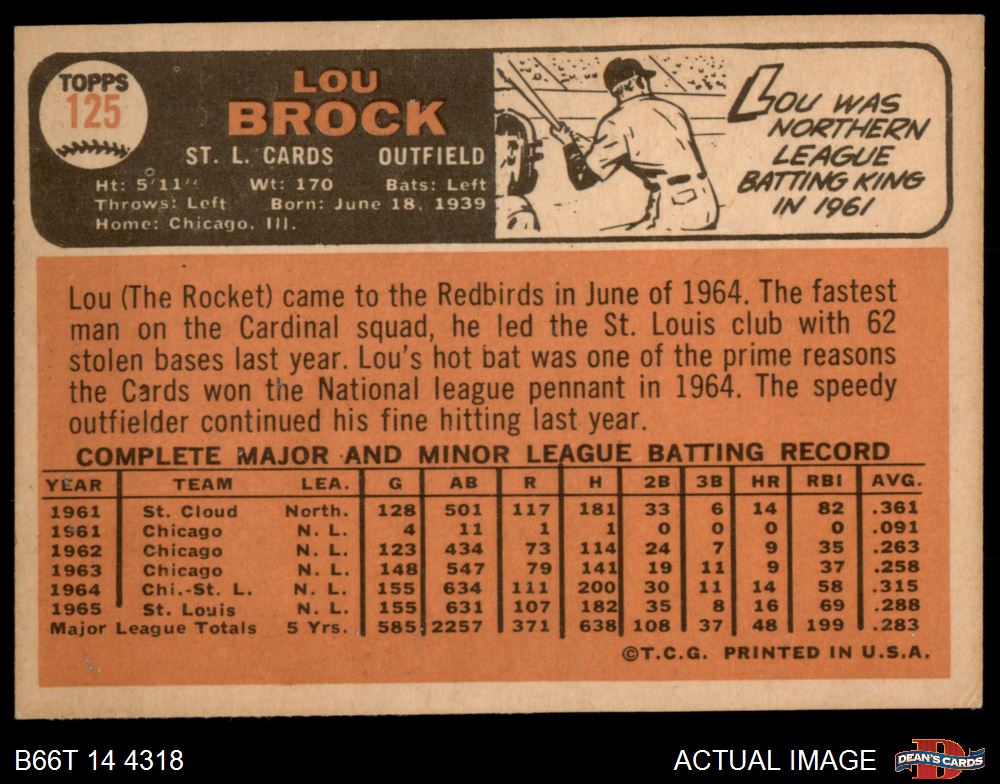 TOPPS
125
LOU
BROCK
ST. L. CARDS OUTFIELD
Ht: 5'11" Wt: 170 Bats: Left
Throws: Left Born: June 18, 1939
Home: Chicago, Ill.
LOU WAS
NORTHERN
LEAGUE
BATTING KING
IN 1961
Lou (The Rocket) came to the Redbirds in June of 1964. The fastest
man on the Cardinal squad, he led the St. Louis club with 62
stolen bases last year. Lou's hot bat was one of the prime reasons
the Cards won the National league pennant in 1964. The speedy
outfielder continued his fine hitting last year.
COMPLETE MAJOR AND MINOR LEAGUE BATTING RECORD
YEAR TEAM LEA. G AB R H 2B 3B HR RBI AVG.
1961 St. Cloud North. 128 501 117 181 33 6 14 82 .361
1961 Chicago N. L. 4 11 1 1 0 0 0 0 .091
1962 Chicago N. L. 123 434 73 114 24 7 9 35 .263
1963 Chicago N. L. 148 547 79 141 19 11 9 37 .258
1964 Chi.-St. L. N. L. 155 634 111 200 30 11 14 58 .315
1965 St. Louis N. L. 155 631 107 182 35 8 16 69 .288
Major League Totals 5 Yrs. 585 2257 371 638 108 37 48 199 .283
©T.C.G. PRINTED IN U.S.A.
B66T 14 4318 ACTUAL IMAGE DEAN'S CARDS